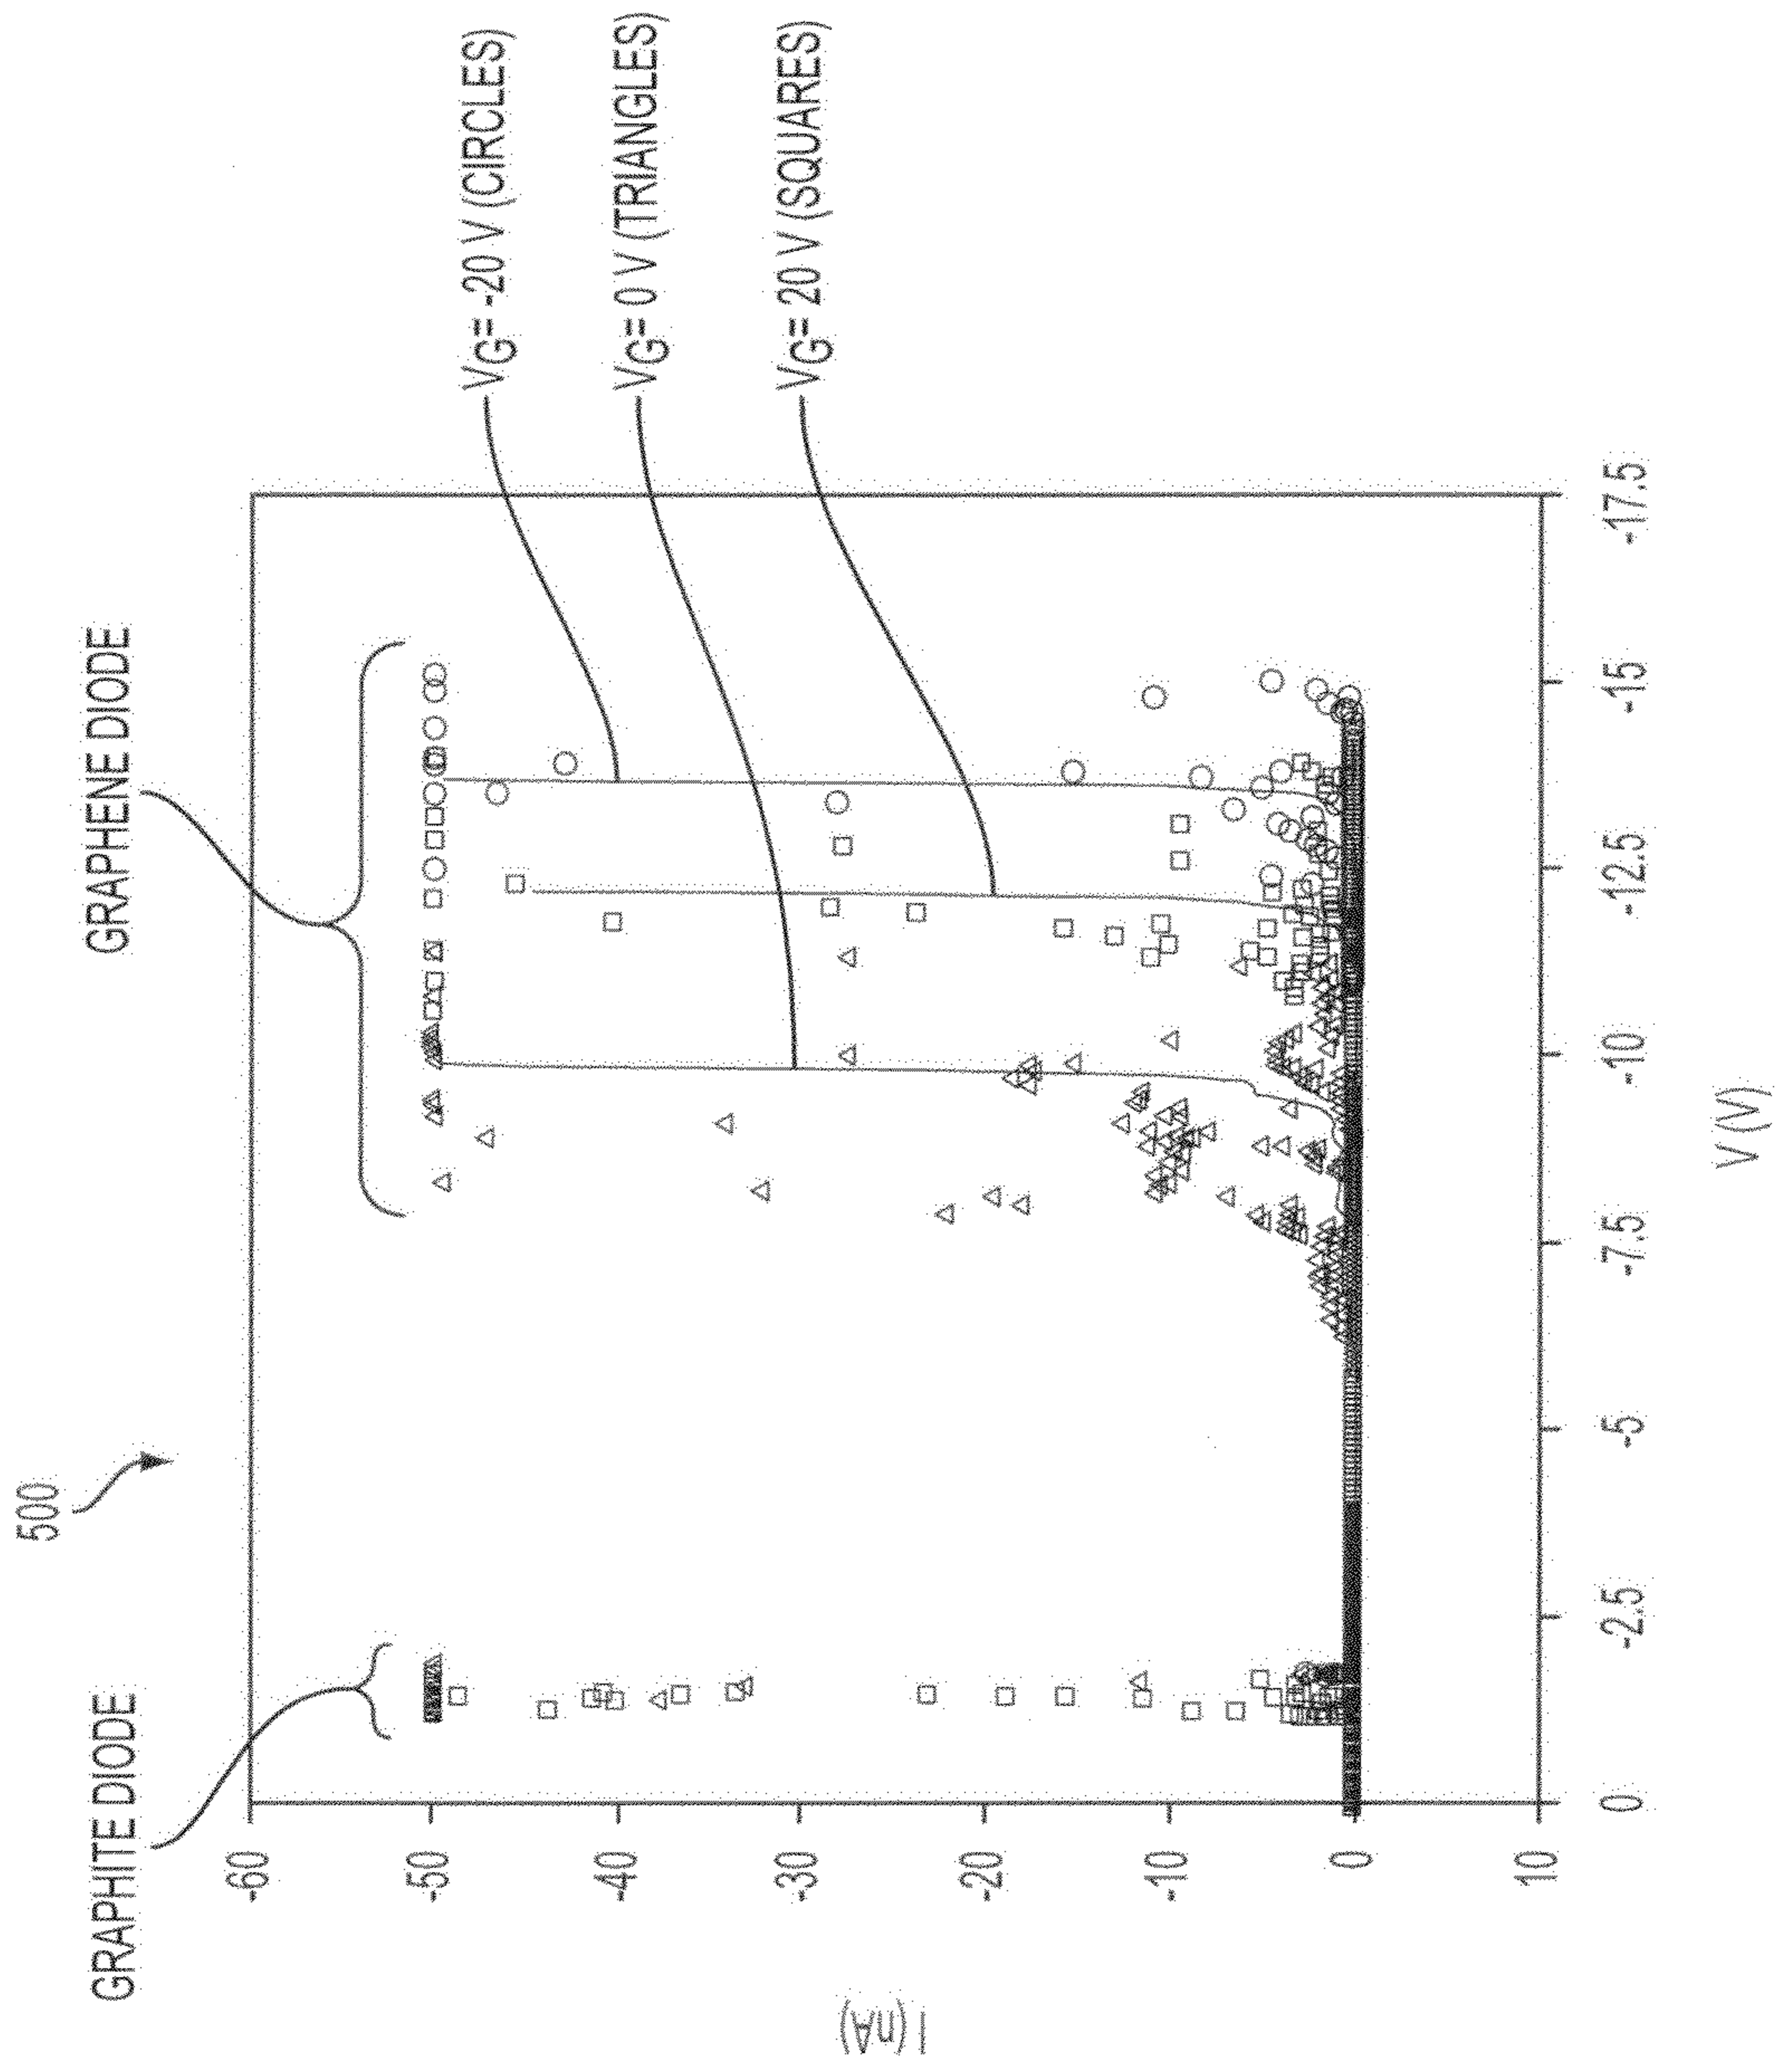 500
GRAPHITE DIODE
GRAPHENE DIODE
VG= -20 V (CIRCLES)
VG= 0 V (TRIANGLES)
VG= 20 V (SQUARES)
I (nA)
-60
-50
-40
-30
-20
-10
0
10
0
-2.5
-5
-7.5
-10
-12.5
-15
-17.5
V (V)